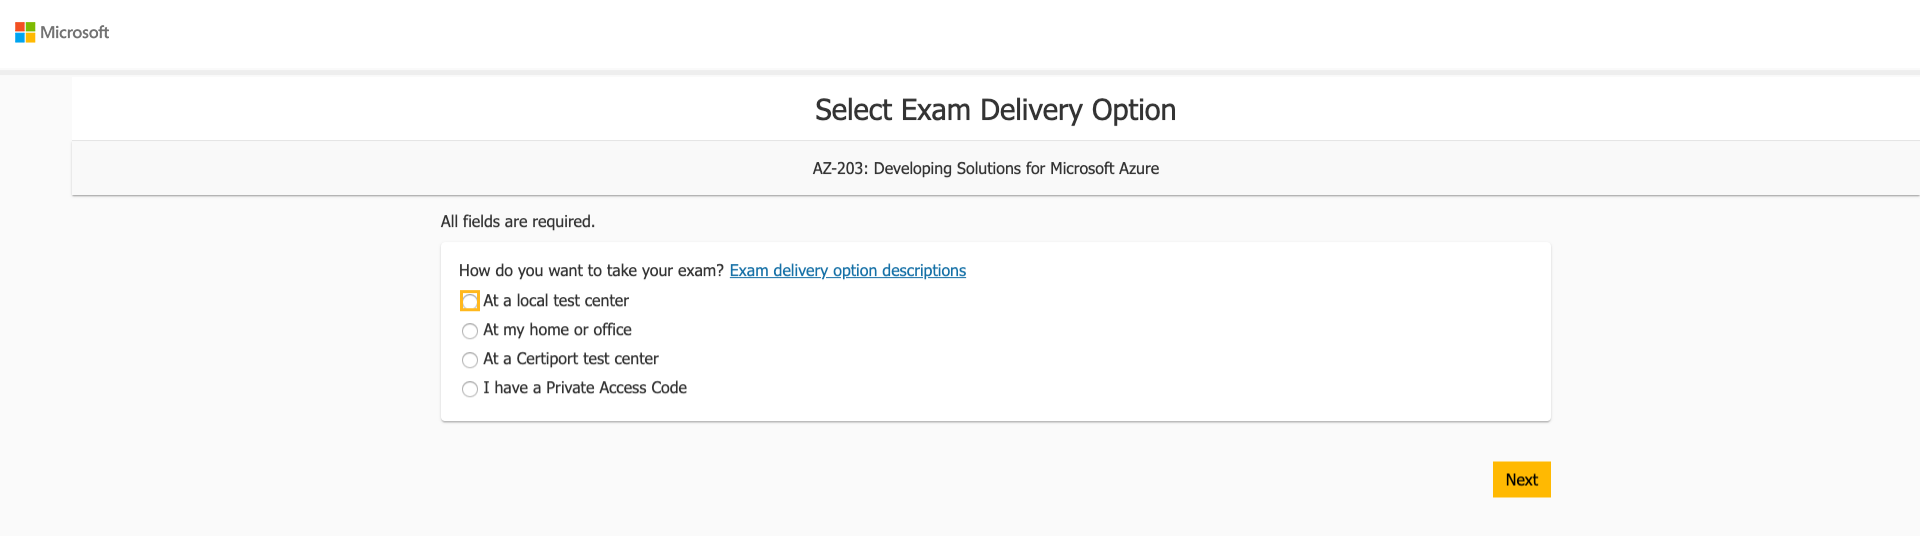 Microsoft
Select Exam Delivery Option
AZ-203: Developing Solutions for Microsoft Azure
All fields are required.
How do you want to take your exam? Exam delivery option descriptions
At a local test center
At my home or office
At a Certiport test center
I have a Private Access Code
Next